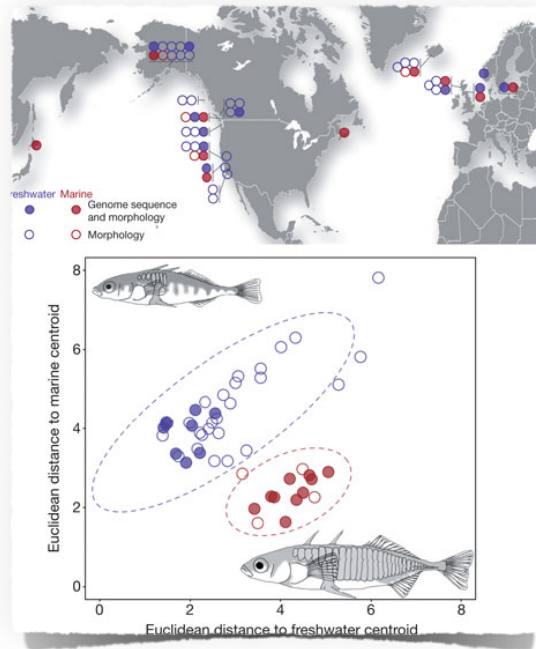 reshwater Marine
Genome sequence
and morphology
Morphology
8
6
4
2
0
Euclidean distance to marine centroid
0 2 4 6 8
Euclidean distance to freshwater centroid